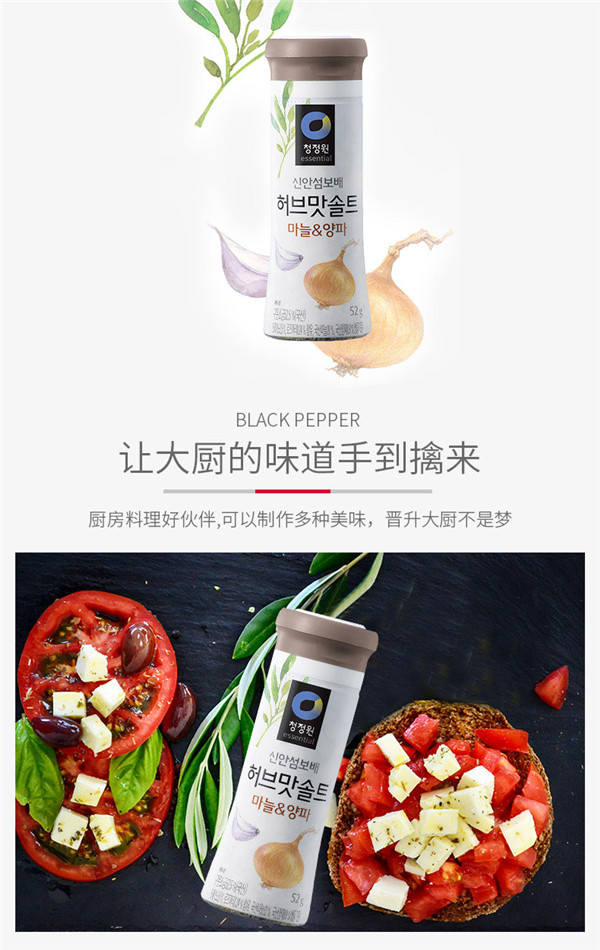 청정원
essential
신안섬보배
허브맛솔트
마늘&양파
52g
BLACK PEPPER
让大厨的味道手到擒来
厨房料理好伙伴,可以制作多种美味，晋升大厨不是梦
청정원
essential
신안섬보배
허브맛솔트
마늘&양파
52g